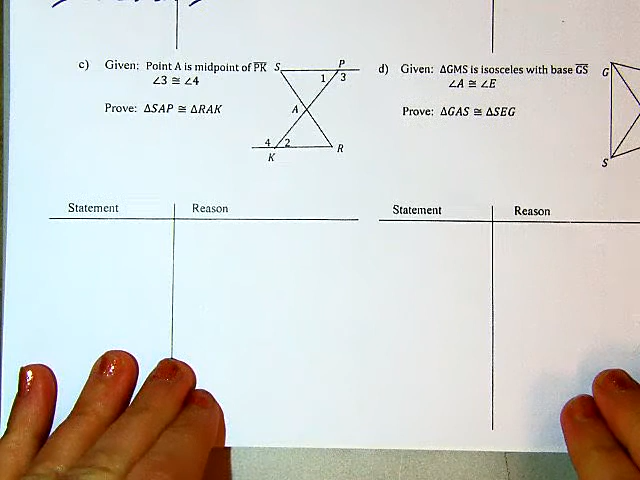 c) Given: Point A is midpoint of PK
∠3 ≅ ∠4
Prove: ΔSAP ≅ ΔRAK
S P
1 3
A
4 2
K R
Statement Reason
d) Given: ΔGMS is isosceles with base GS
∠A ≅ ∠E
Prove: ΔGAS ≅ ΔSEG
G
S
Statement Reason